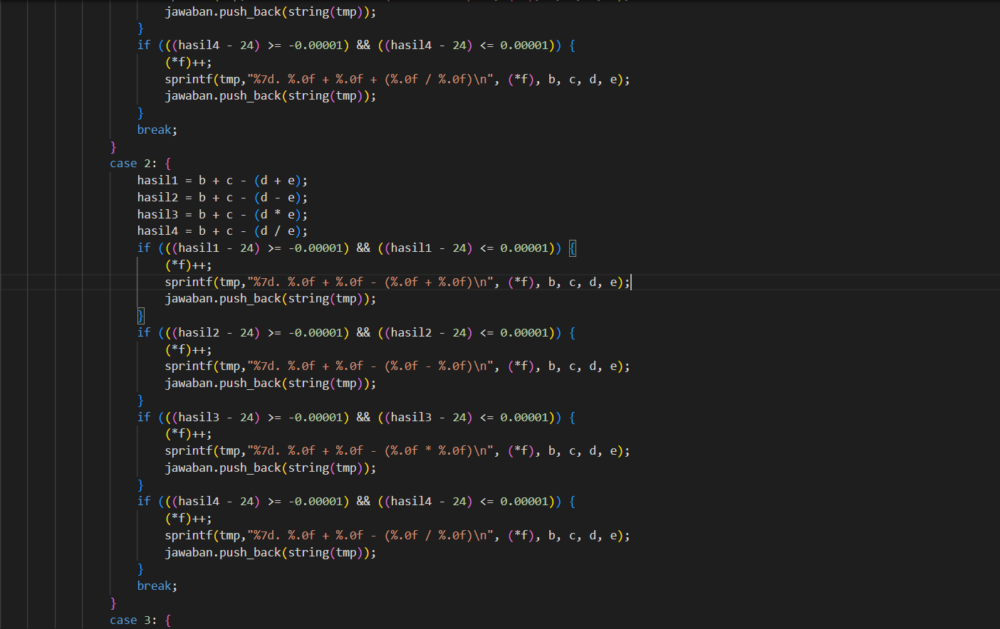 jawaban.push_back(string(tmp));
}
if (((hasil4 - 24) >= -0.00001) && ((hasil4 - 24) <= 0.00001)) {
(*f)++;
sprintf(tmp,"%7d. %.0f + %.0f + (%.0f / %.0f)\n", (*f), b, c, d, e);
jawaban.push_back(string(tmp));
}
break;
}
case 2: {
hasil1 = b + c - (d + e);
hasil2 = b + c - (d - e);
hasil3 = b + c - (d * e);
hasil4 = b + c - (d / e);
if (((hasil1 - 24) >= -0.00001) && ((hasil1 - 24) <= 0.00001)) {
(*f)++;
sprintf(tmp,"%7d. %.0f + %.0f - (%.0f + %.0f)\n", (*f), b, c, d, e);
jawaban.push_back(string(tmp));
}
if (((hasil2 - 24) >= -0.00001) && ((hasil2 - 24) <= 0.00001)) {
(*f)++;
sprintf(tmp,"%7d. %.0f + %.0f - (%.0f - %.0f)\n", (*f), b, c, d, e);
jawaban.push_back(string(tmp));
}
if (((hasil3 - 24) >= -0.00001) && ((hasil3 - 24) <= 0.00001)) {
(*f)++;
sprintf(tmp,"%7d. %.0f + %.0f - (%.0f * %.0f)\n", (*f), b, c, d, e);
jawaban.push_back(string(tmp));
}
if (((hasil4 - 24) >= -0.00001) && ((hasil4 - 24) <= 0.00001)) {
(*f)++;
sprintf(tmp,"%7d. %.0f + %.0f - (%.0f / %.0f)\n", (*f), b, c, d, e);
jawaban.push_back(string(tmp));
}
break;
}
case 3: {